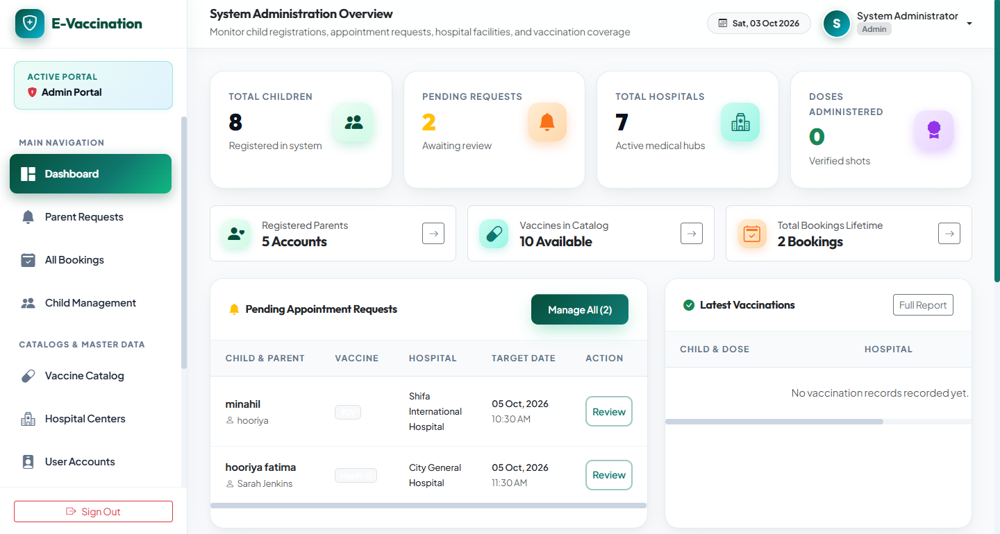 E-Vaccination
ACTIVE PORTAL
Admin Portal
MAIN NAVIGATION
Dashboard
Parent Requests
All Bookings
Child Management
CATALOGS & MASTER DATA
Vaccine Catalog
Hospital Centers
User Accounts
Sign Out
System Administration Overview
Monitor child registrations, appointment requests, hospital facilities, and vaccination coverage
Sat, 03 Oct 2026
S
System Administrator
Admin
TOTAL CHILDREN
8
Registered in system
PENDING REQUESTS
2
Awaiting review
TOTAL HOSPITALS
7
Active medical hubs
DOSES
ADMINISTERED
0
Verified shots
Registered Parents
5 Accounts
Vaccines in Catalog
10 Available
Total Bookings Lifetime
2 Bookings
Pending Appointment Requests
Manage All (2)
CHILD & PARENT VACCINE HOSPITAL TARGET DATE ACTION
minahil
hooriya
TCV
Shifa
International
Hospital
05 Oct, 2026
10:30 AM
Review
hooriya fatima
Sarah Jenkins
City General
Hospital
05 Oct, 2026
11:30 AM
Review
Latest Vaccinations
Full Report
CHILD & DOSE HOSPITAL
No vaccination records recorded yet.